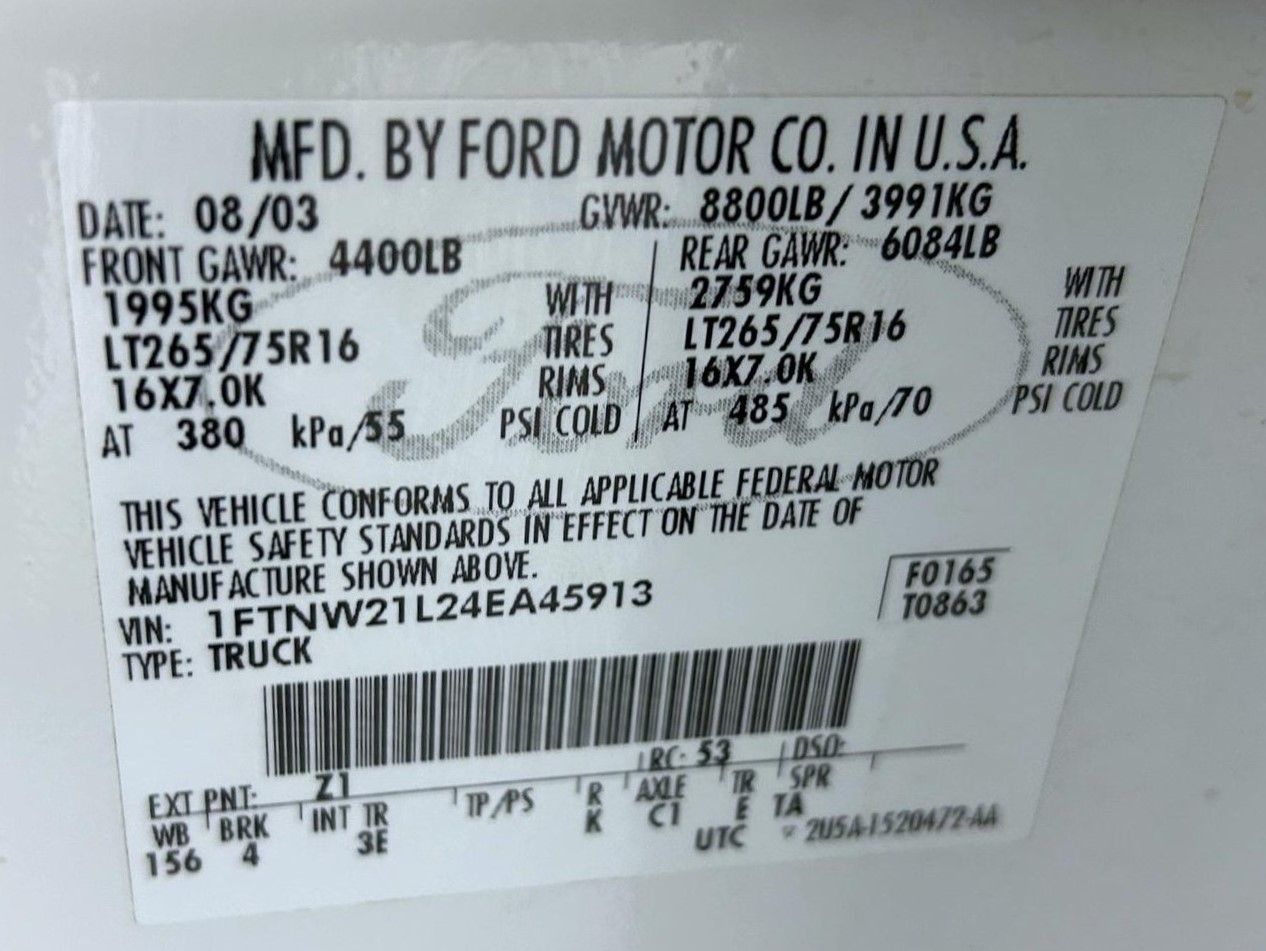 MFD. BY FORD MOTOR CO. IN U.S.A.
DATE: 08/03 GVWR: 8800LB/ 3991KG
FRONT GAWR: 4400LB REAR GAWR: 6084LB
1995KG WITH 2759KG WITH
LT265/75R16 TIRES LT265/75R16 TIRES
16X7.0K RIMS 16X7.0K RIMS
AT 380 kPa/55 PSI COLD AT 485 kPa/70 PSI COLD
Ford
THIS VEHICLE CONFORMS TO ALL APPLICABLE FEDERAL MOTOR
VEHICLE SAFETY STANDARDS IN EFFECT ON THE DATE OF
MANUFACTURE SHOWN ABOVE.
F0165
VIN: 1FTNW21L24EA45913 T0863
TYPE: TRUCK
EXT PNT: Z1 RC: 53 DSO:
WB BRK INT TR TP/PS R AXLE TR SPR
156 4 3E K C1 E TA
UTC 2U5A-1520472-AA